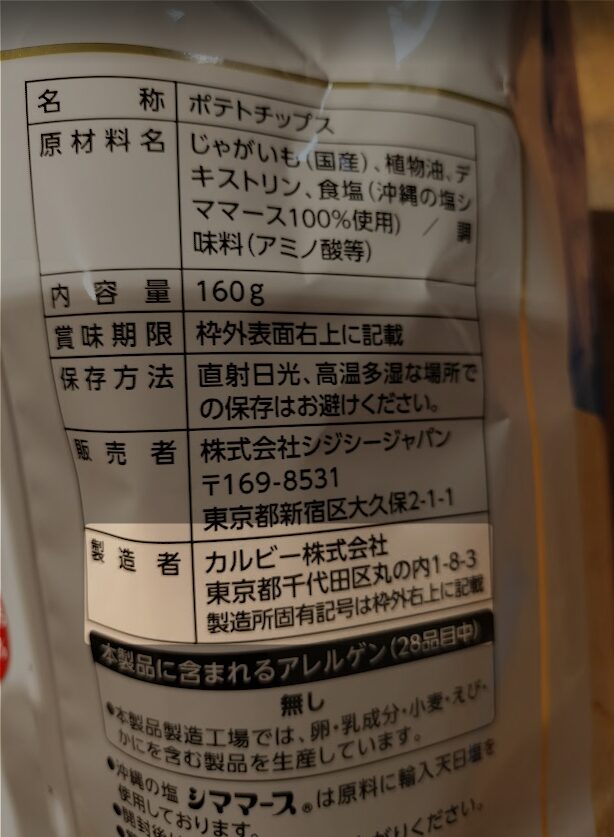 名称 ポテトチップス
原材料名 じゃがいも(国産)、植物油、デ
キストリン、食塩(沖縄の塩シ
ママース100%使用) / 調
味料(アミノ酸等)
内容量 160g
賞味期限 枠外表面右上に記載
保存方法 直射日光、高温多湿な場所で
の保存はお避けください。
販売者 株式会社シジシージャパン
〒169-8531
東京都新宿区大久保2-1-1
製造者 カルビー株式会社
東京都千代田区丸の内1-8-3
製造所固有記号は枠外右上に記載
本製品に含まれるアレルゲン(28品目中)
無し
●本製品製造工場では、卵・乳成分・小麦・えび・
かにを含む製品を生産しています。
●沖縄の塩 シママース®は原料に輸入天日塩を
使用しております。
●開封後は
がりください。